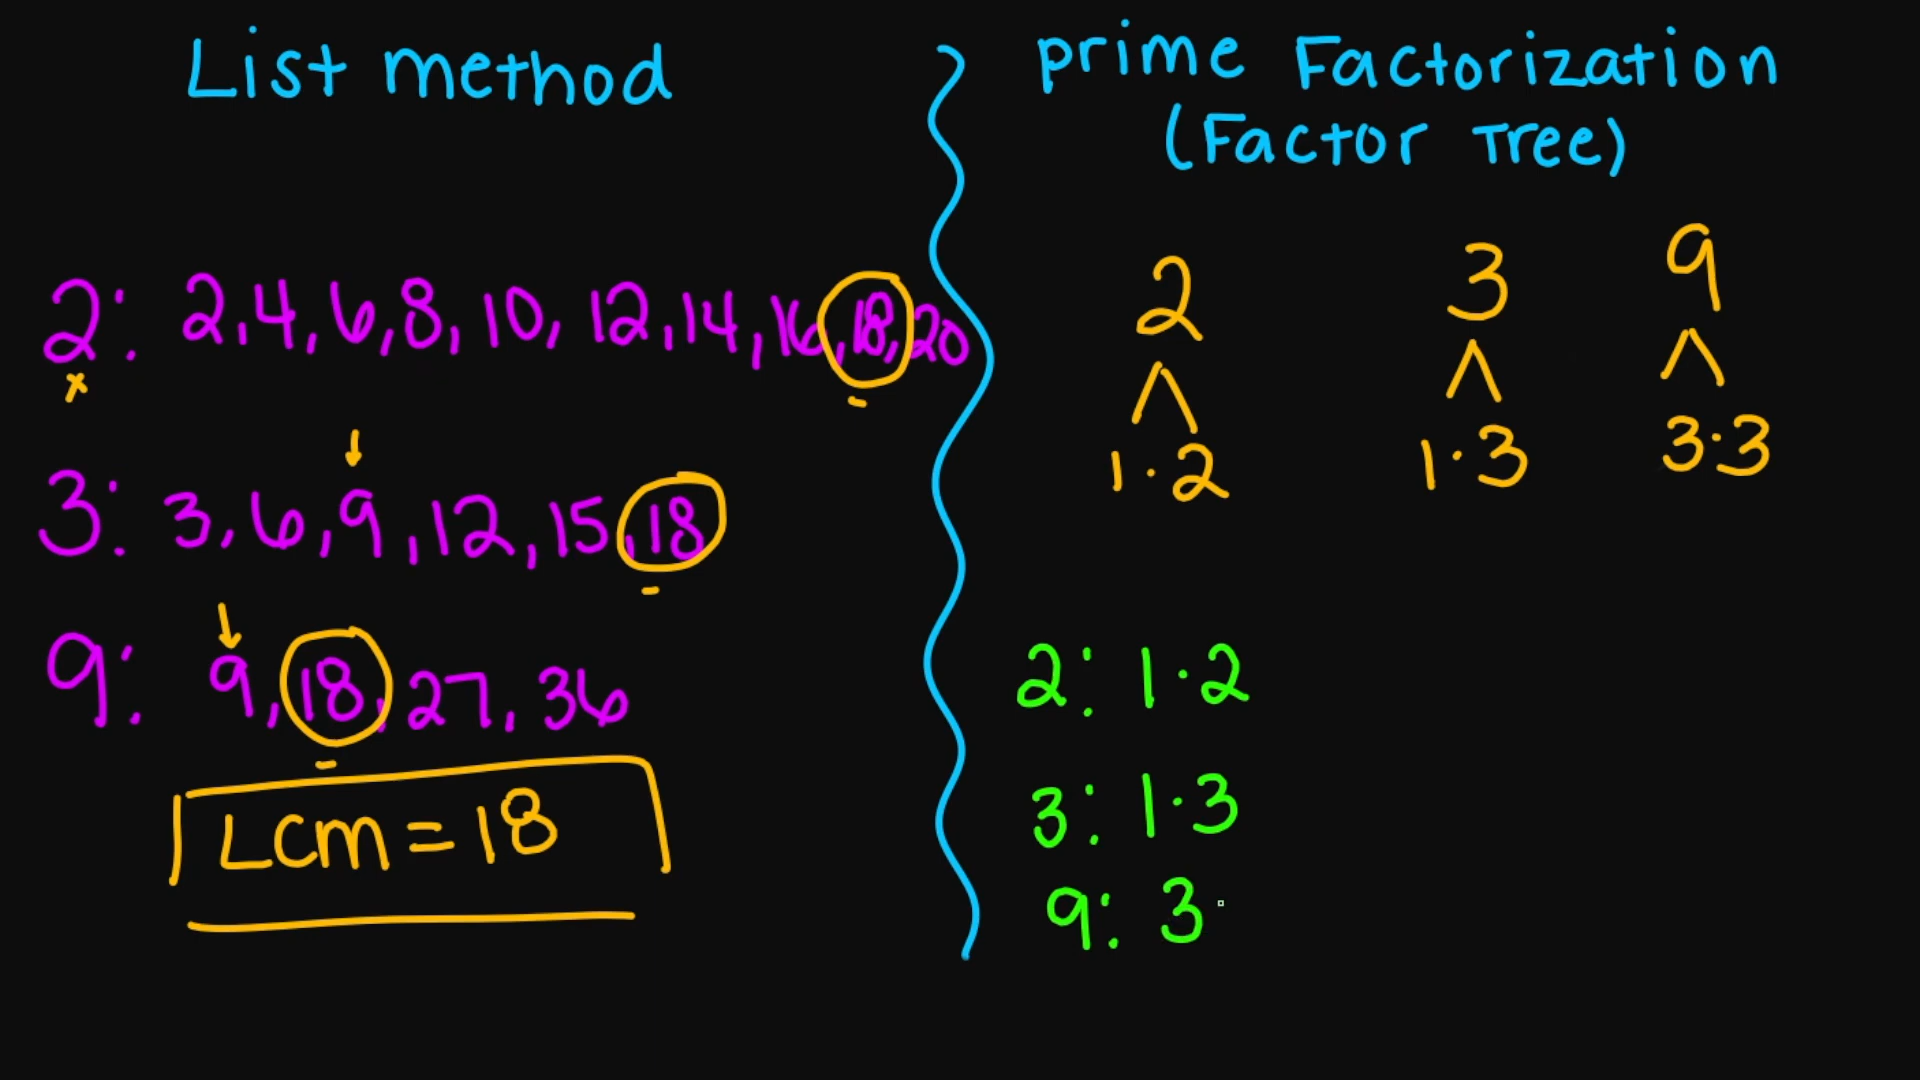 List method
2: 2,4,6,8,10,12,14,16,18,20
x
3: 3,6,9,12,15,18
9: 9,18,27,36
LCM=18
prime Factorization
(Factor Tree)
2 3 9
1·2 1·3 3·3
2: 1·2
3: 1·3
9: 3·